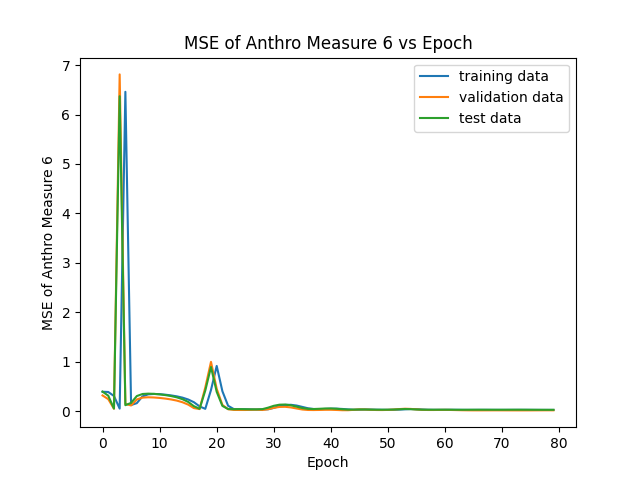 MSE of Anthro Measure 6 vs Epoch
training data
validation data
test data
MSE of Anthro Measure 6
7
6
5
4
3
2
1
0
0 10 20 30 40 50 60 70 80
Epoch